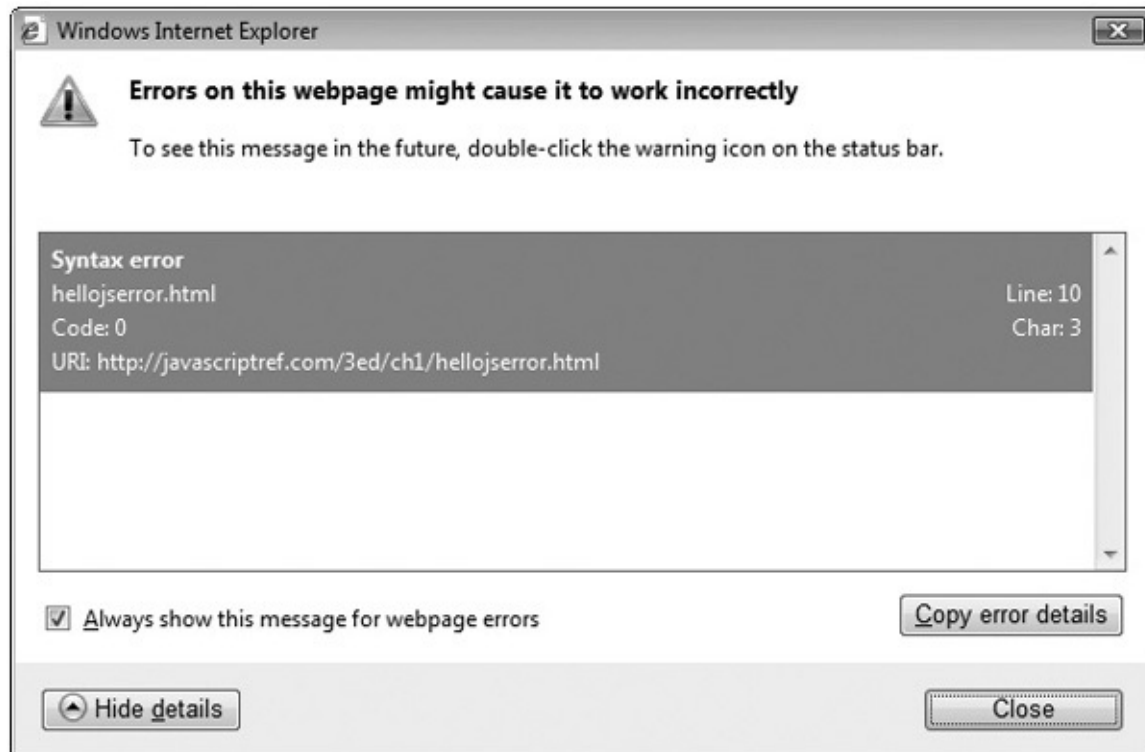 Windows Internet Explorer
Errors on this webpage might cause it to work incorrectly
To see this message in the future, double-click the warning icon on the status bar.
Syntax error
hellojserror.html Line: 10
Code: 0 Char: 3
URI: http://javascriptref.com/3ed/ch1/hellojserror.html
Always show this message for webpage errors Copy error details
Hide details Close